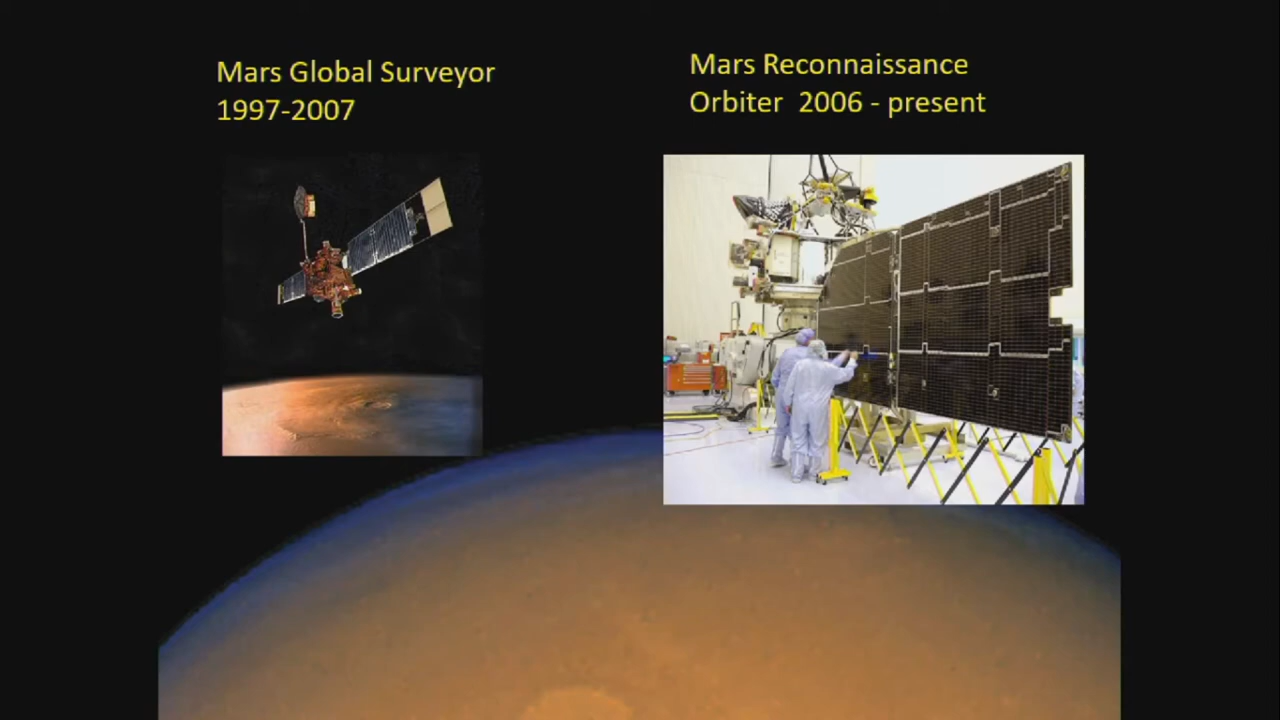 Mars Global Surveyor
1997-2007
Mars Reconnaissance
Orbiter 2006 - present